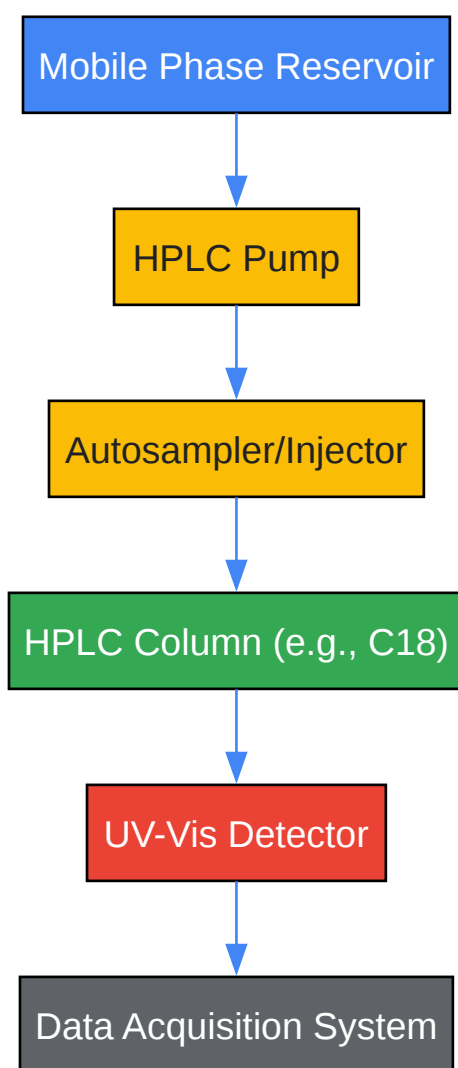 Mobile Phase Reservoir
HPLC Pump
Autosampler/Injector
HPLC Column (e.g., C18)
UV-Vis Detector
Data Acquisition System